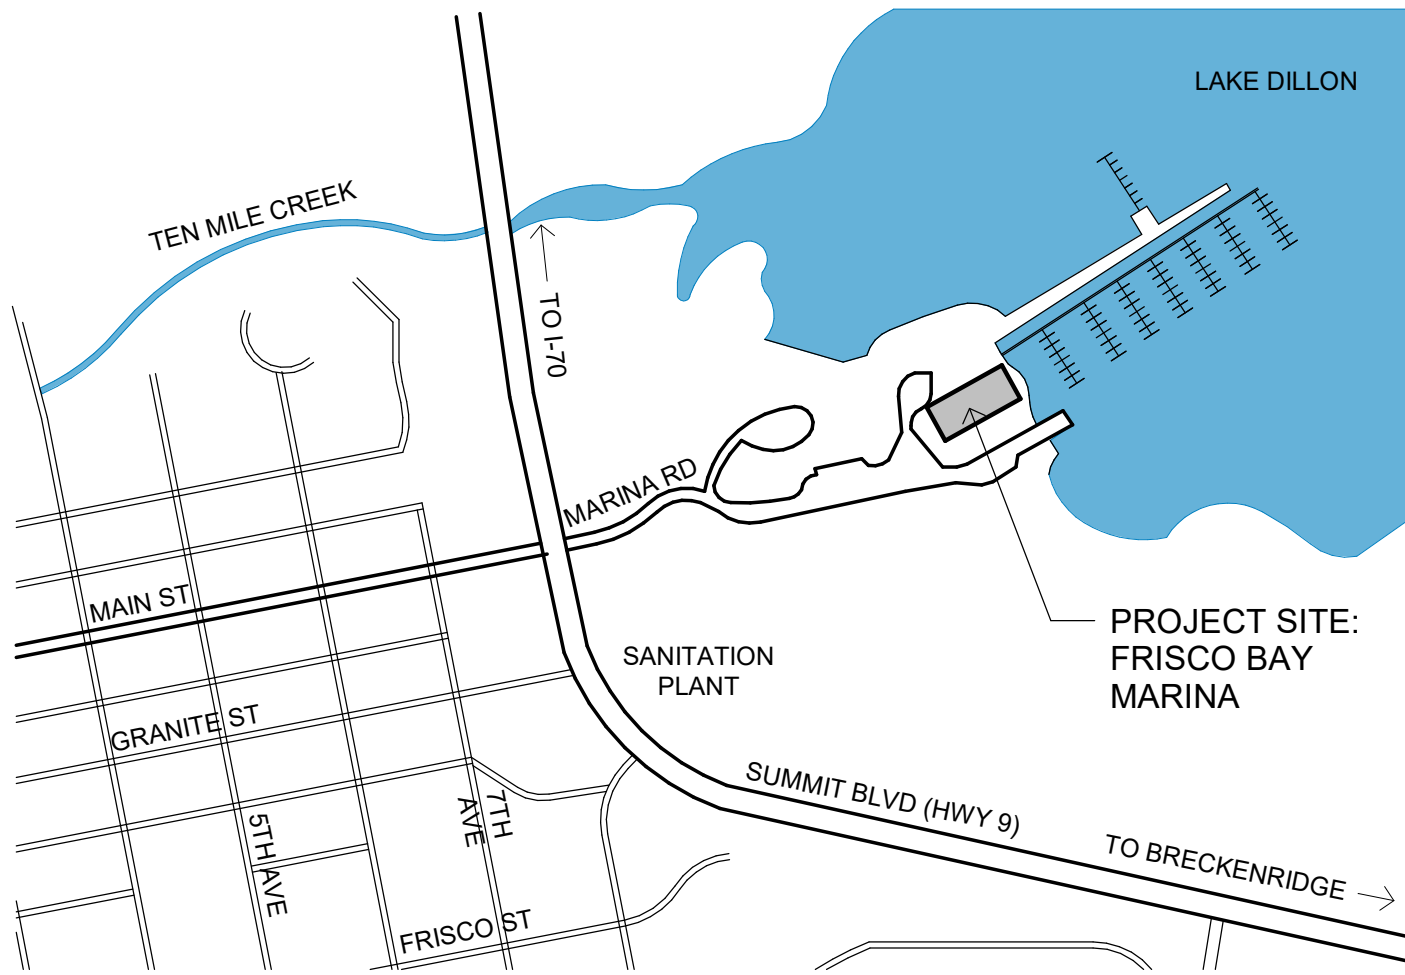 LAKE DILLON
TEN MILE CREEK
TO I-70
MARINA RD
MAIN ST
PROJECT SITE:
FRISCO BAY
MARINA
SANITATION
PLANT
GRANITE ST
SUMMIT BLVD (HWY 9)
7TH
AVE
5TH AVE
TO BRECKENRIDGE
FRISCO ST